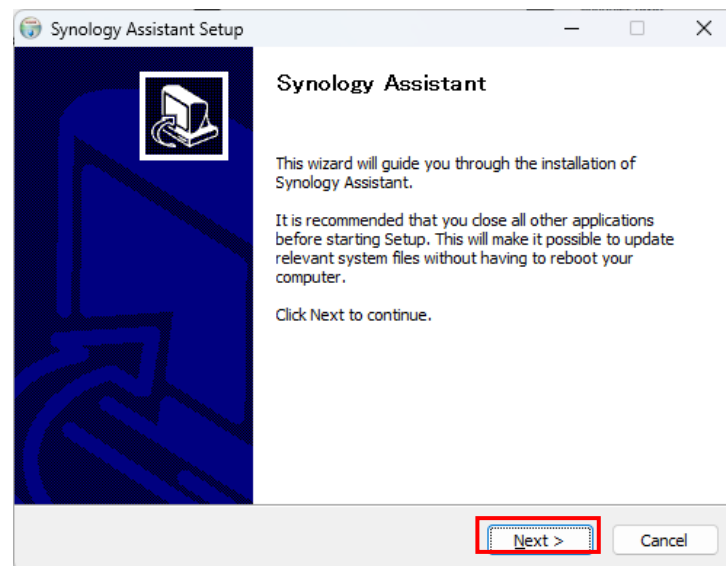 Synology Assistant Setup
Synology Assistant
This wizard will guide you through the installation of
Synology Assistant.
It is recommended that you close all other applications
before starting Setup. This will make it possible to update
relevant system files without having to reboot your
computer.
Click Next to continue.
Next >
Cancel